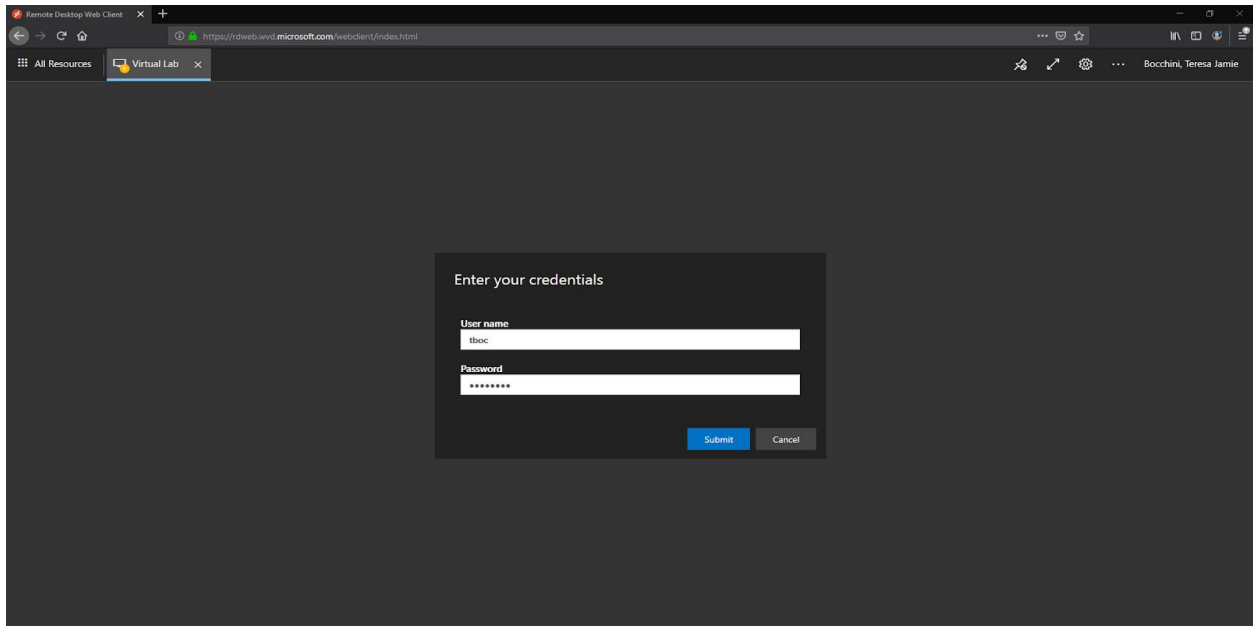 Remote Desktop Web Client
https://rdweb.wvd.microsoft.com/webclient/index.html
All Resources Virtual Lab Bocchini, Teresa Jamie
Enter your credentials
User name
tboc
Password
••••••••
Submit Cancel